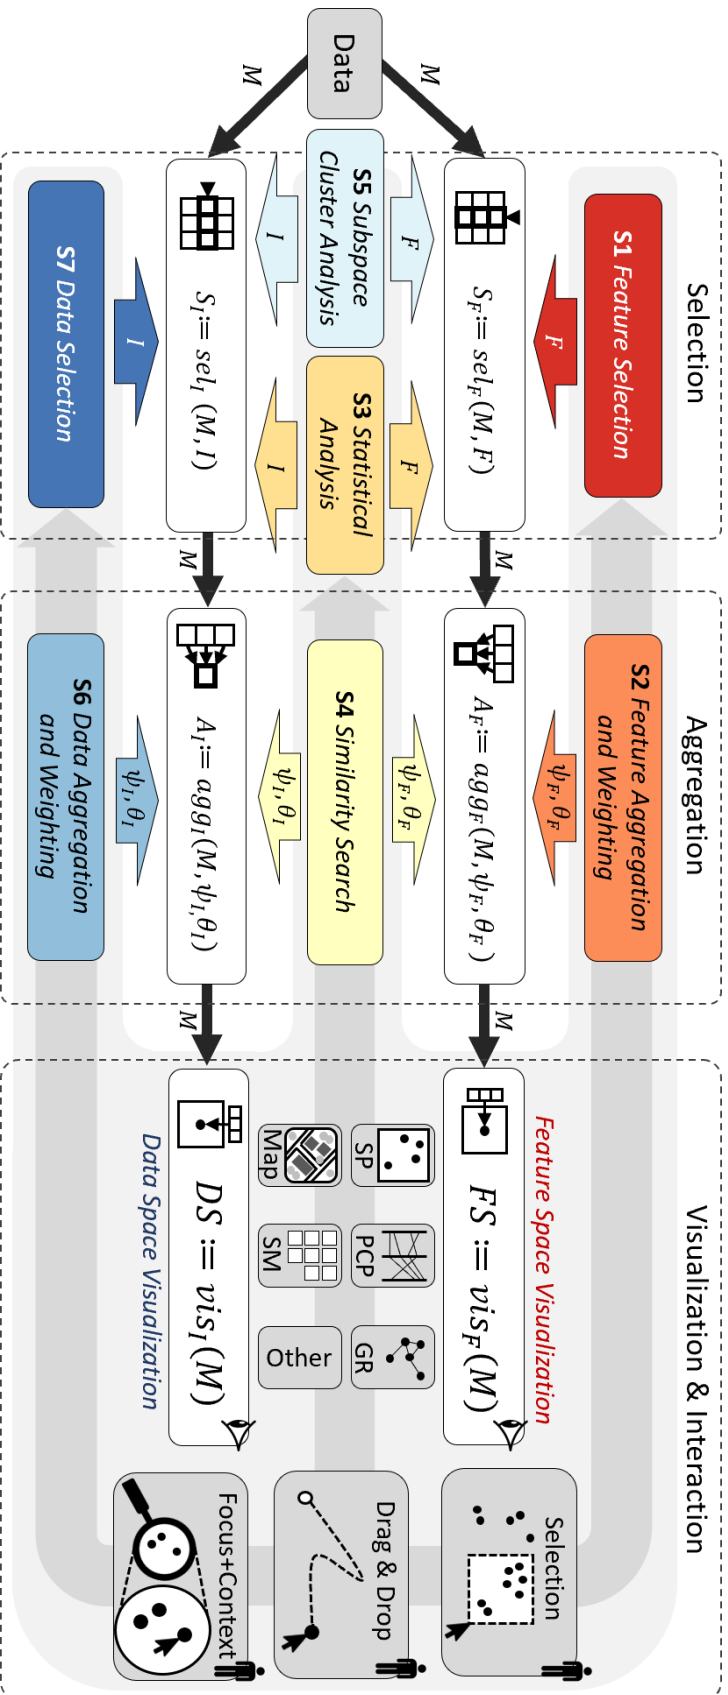 Selection
Aggregation
Visualization & Interaction
S1 Feature Selection
S2 Feature Aggregation
and Weighting
F
ψ_F, θ_F
Feature Space Visualization
Selection
M
S_F := sel_F (M, F)
M
A_F := agg_F(M, ψ_F, θ_F)
M
FS := vis_F(M)
F
F
ψ_F, θ_F
SP
PCP
GR
Data
S5 Subspace
Cluster Analysis
S3 Statistical
Analysis
S4 Similarity Search
Drag & Drop
I
I
ψ_I, θ_I
Map
SM
Other
M
S_I := sel_I (M, I)
M
A_I := agg_I(M, ψ_I, θ_I)
M
DS := vis_I(M)
Focus+Context
I
ψ_I, θ_I
Data Space Visualization
S7 Data Selection
S6 Data Aggregation
and Weighting